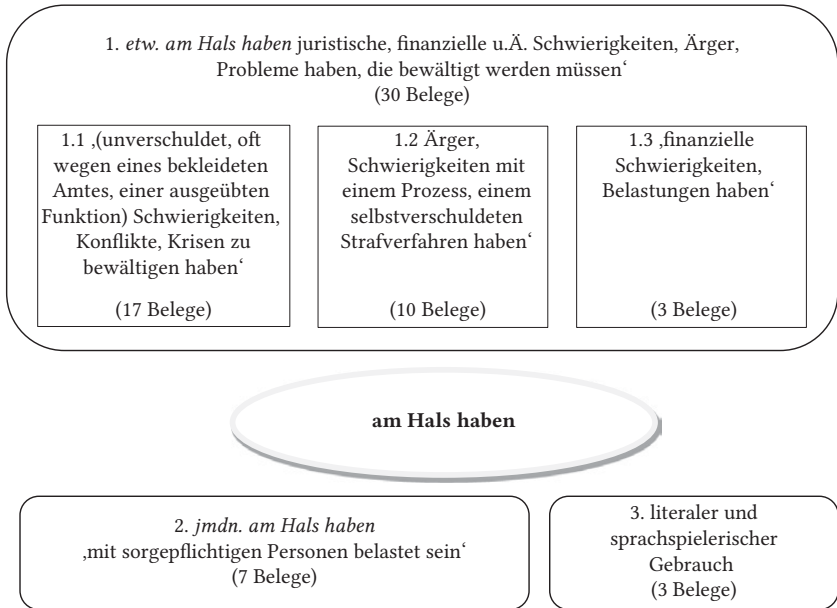 1. etw. am Hals haben juristische, finanzielle u.Ä. Schwierigkeiten, Ärger,
Probleme haben, die bewältigt werden müssen‘
(30 Belege)
1.1 ‚(unverschuldet, oft
wegen eines bekleideten
Amtes, einer ausgeübten
Funktion) Schwierigkeiten,
Konflikte, Krisen zu
bewältigen haben‘
(17 Belege)
1.2 Ärger,
Schwierigkeiten mit
einem Prozess, einem
selbstverschuldeten
Strafverfahren haben‘
(10 Belege)
1.3 ‚finanzielle
Schwierigkeiten,
Belastungen haben‘
(3 Belege)
am Hals haben
2. jmdn. am Hals haben
‚mit sorgepflichtigen Personen belastet sein‘
(7 Belege)
3. literaler und
sprachspielerischer
Gebrauch
(3 Belege)